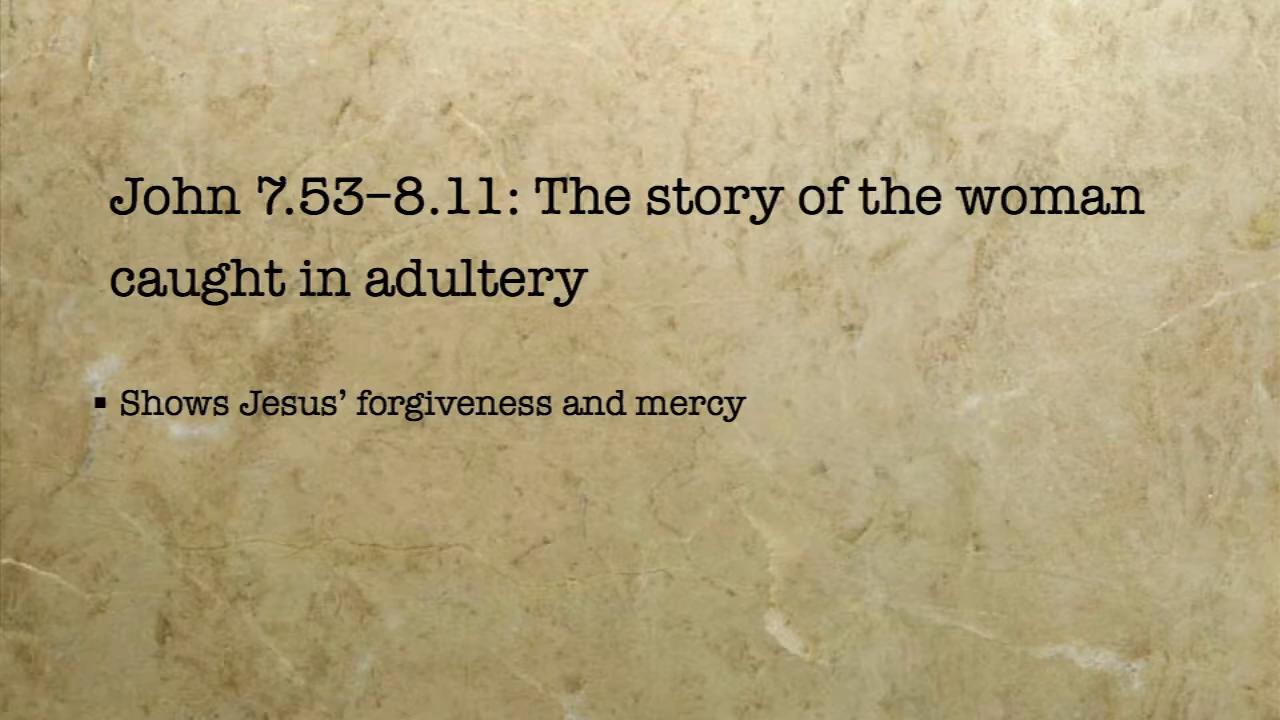 John 7.53–8.11: The story of the woman
caught in adultery
▪ Shows Jesus’ forgiveness and mercy